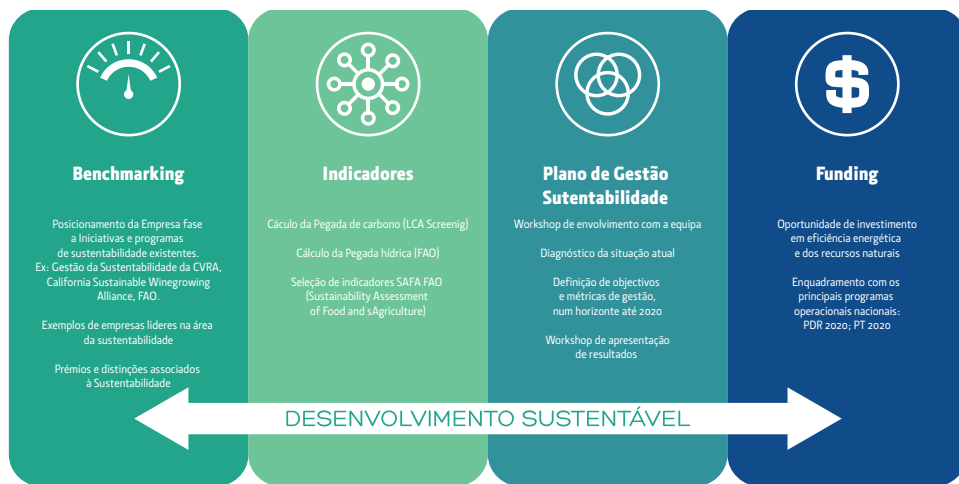 Benchmarking
Posicionamento da Empresa fase
a Iniciativas e programas
de sustentabilidade existentes.
Ex: Gestão da Sustentabilidade da CVRA,
California Sustainable Winegrowing
Alliance, FAO.
Exemplos de empresas lideres na área
da sustentabilidade
Prémios e distinções associados
à Sustentabilidade
Indicadores
Cáculo da Pegada de carbono (LCA Screenig)
Cálculo da Pegada hídrica (FAO)
Seleção de indicadores SAFA FAO
(Sustainability Assessment
of Food and sAgriculture)
Plano de Gestão
Sutentabilidade
Workshop de envolvimento com a equipa
Diagnóstico da situação atual
Definição de objectivos
e métricas de gestão,
num horizonte até 2020
Workshop de apresentação
de resultados
Funding
Oportunidade de investimento
em eficiência energética
e dos recursos naturais
Enquadramento com os
principais programas
operacionais nacionais:
PDR 2020; PT 2020
DESENVOLVIMENTO SUSTENTÁVEL